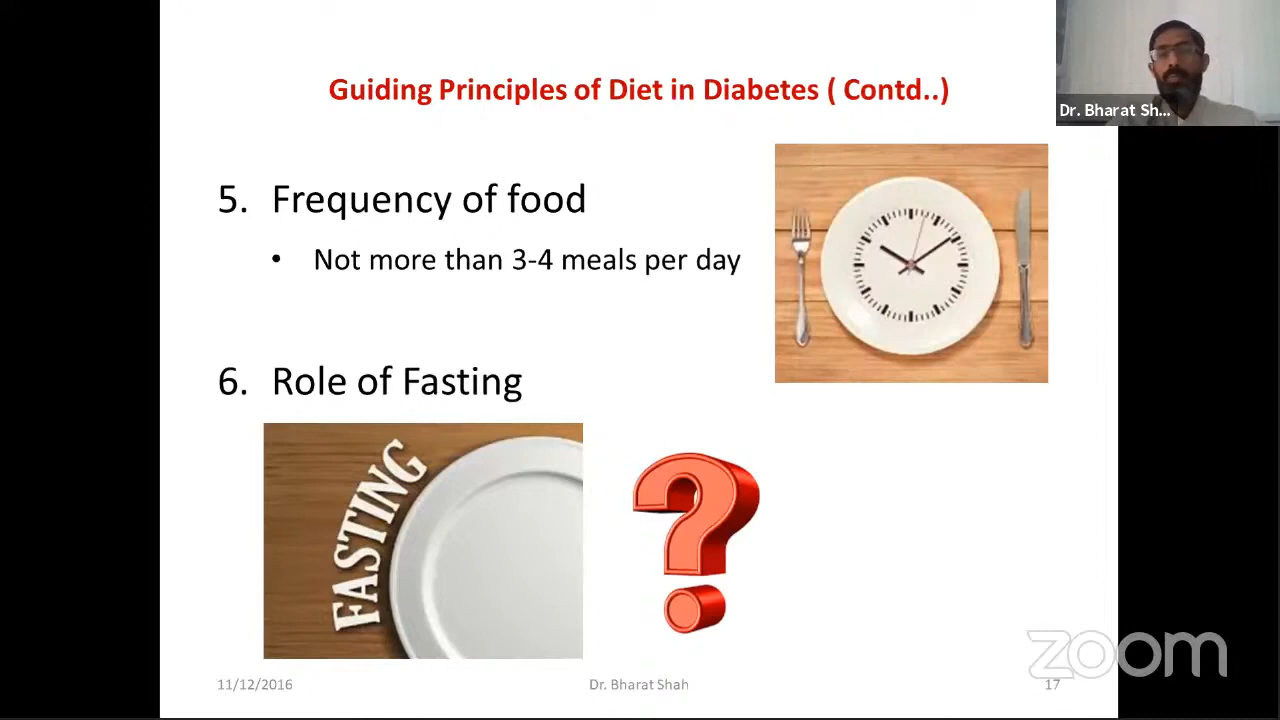 Guiding Principles of Diet in Diabetes ( Contd..)
Dr. Bharat Sh...
5. Frequency of food
• Not more than 3-4 meals per day
6. Role of Fasting
FASTING
?
zoom
11/12/2016
Dr. Bharat Shah
17